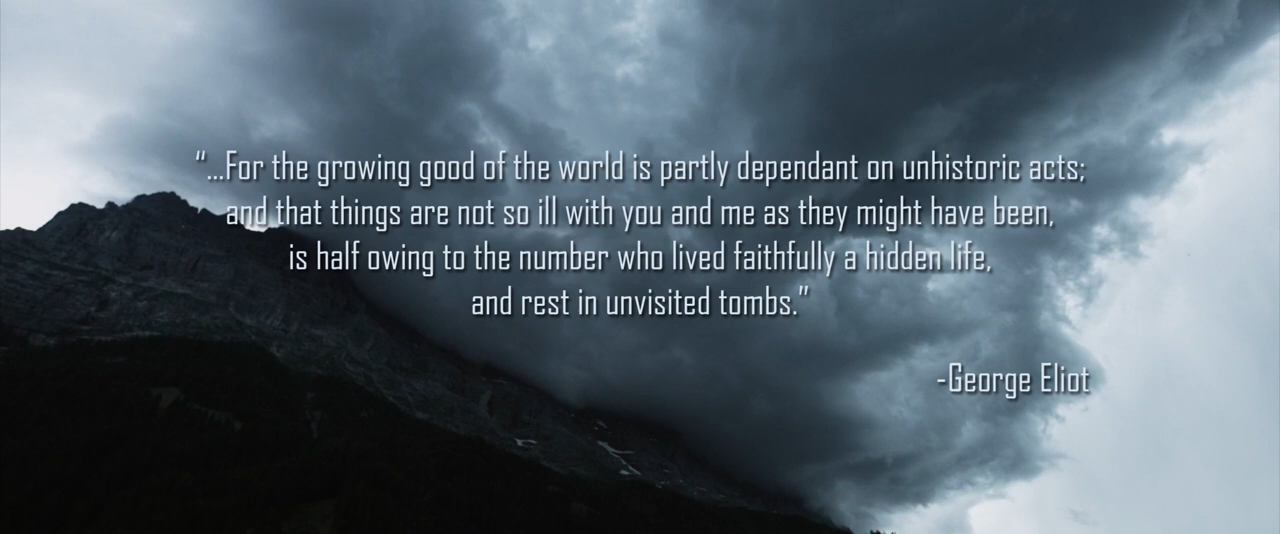 “...For the growing good of the world is partly dependant on unhistoric acts;
and that things are not so ill with you and me as they might have been,
is half owing to the number who lived faithfully a hidden life,
and rest in unvisited tombs.”
-George Eliot